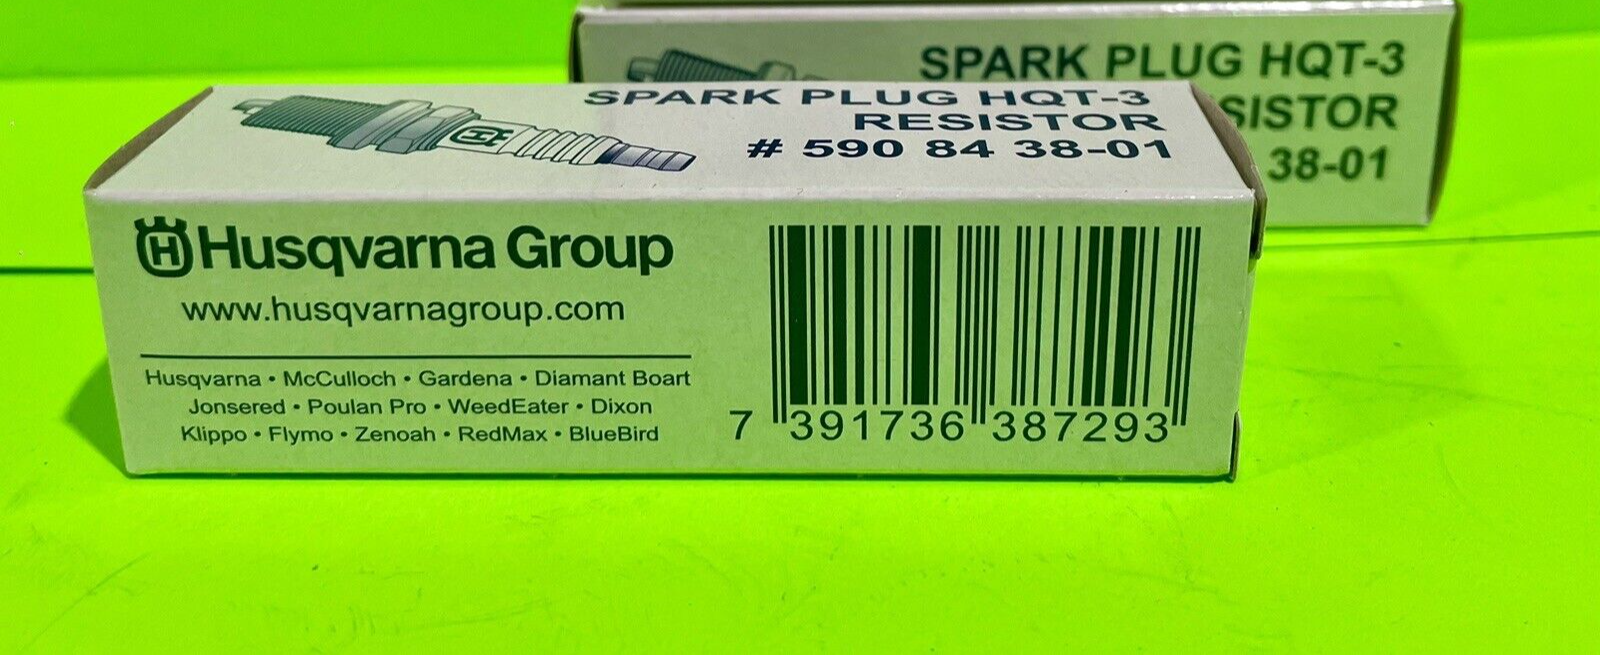 SPARK PLUG HQT-3
SISTOR
38-01
SPARK PLUG HQT-3
RESISTOR
# 590 84 38-01
H
H Husqvarna Group
www.husqvarnagroup.com
Husqvarna • McCulloch • Gardena • Diamant Boart
Jonsered • Poulan Pro • WeedEater • Dixon
Klippo • Flymo • Zenoah • RedMax • BlueBird
7 391736 387293